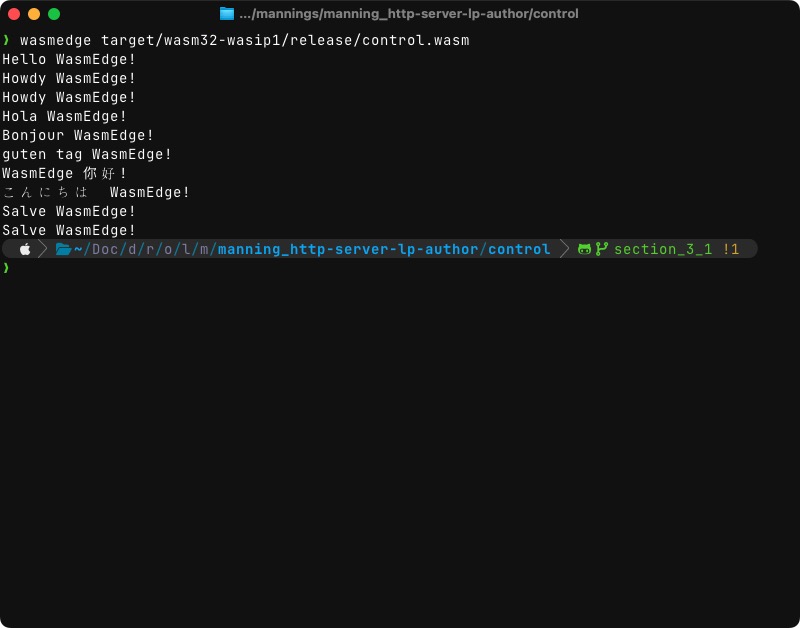 .../mannings/manning_http-server-lp-author/control
❯ wasmedge target/wasm32-wasip1/release/control.wasm
Hello WasmEdge!
Howdy WasmEdge!
Howdy WasmEdge!
Hola WasmEdge!
Bonjour WasmEdge!
guten tag WasmEdge!
WasmEdge 你好!
こんにちは  WasmEdge!
Salve WasmEdge!
Salve WasmEdge!
~/Doc/d/r/o/l/m/manning_http-server-lp-author/control section_3_1 !1
❯